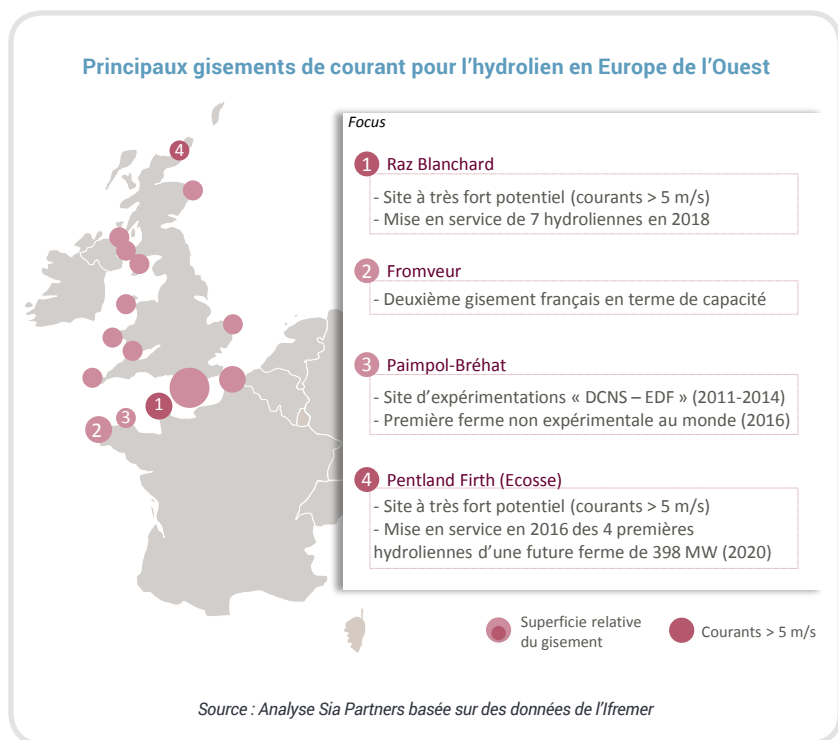 Principaux gisements de courant pour l'hydrolien en Europe de l'Ouest
Focus
1 Raz Blanchard
- Site à très fort potentiel (courants > 5 m/s)
- Mise en service de 7 hydroliennes en 2018
2 Fromveur
- Deuxième gisement français en terme de capacité
3 Paimpol-Bréhat
- Site d'expérimentations « DCNS – EDF » (2011-2014)
- Première ferme non expérimentale au monde (2016)
4 Pentland Firth (Ecosse)
- Site à très fort potentiel (courants > 5 m/s)
- Mise en service en 2016 des 4 premières
hydroliennes d'une future ferme de 398 MW (2020)
4
1
3
2
Superficie relative
du gisement
Courants > 5 m/s
Source : Analyse Sia Partners basée sur des données de l'Ifremer